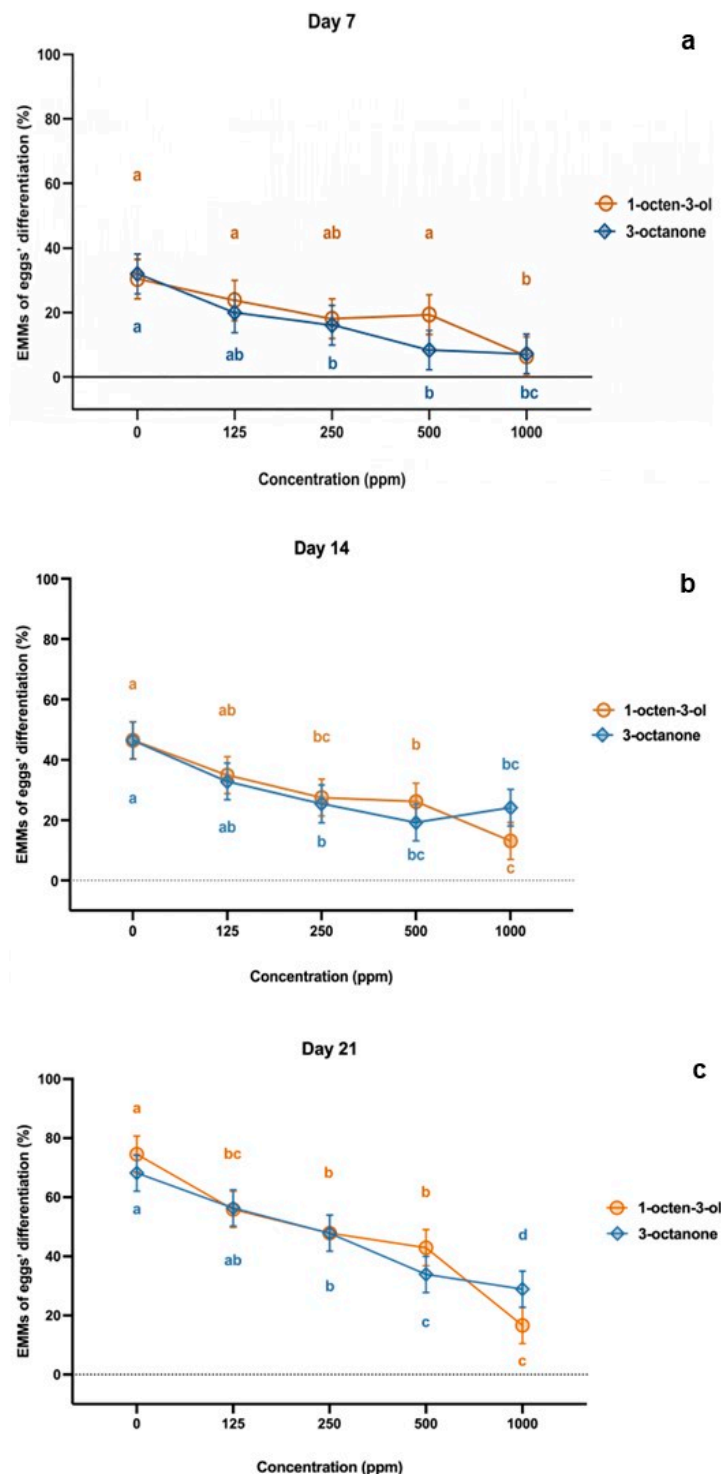 Day 7
a
EMMs of eggs' differentiation (%)
100
80
60
40
20
0
a
a
ab
a
b
a
ab
b
b
bc
1-octen-3-ol
3-octanone
0 125 250 500 1000
Concentration (ppm)
Day 14
b
EMMs of eggs' differentiation (%)
100
80
60
40
20
0
a
ab
bc
b
bc
a
ab
b
bc
c
1-octen-3-ol
3-octanone
0 125 250 500 1000
Concentration (ppm)
Day 21
c
EMMs of eggs' differentiation (%)
100
80
60
40
20
0
a
bc
b
b
d
a
ab
b
c
c
1-octen-3-ol
3-octanone
0 125 250 500 1000
Concentration (ppm)